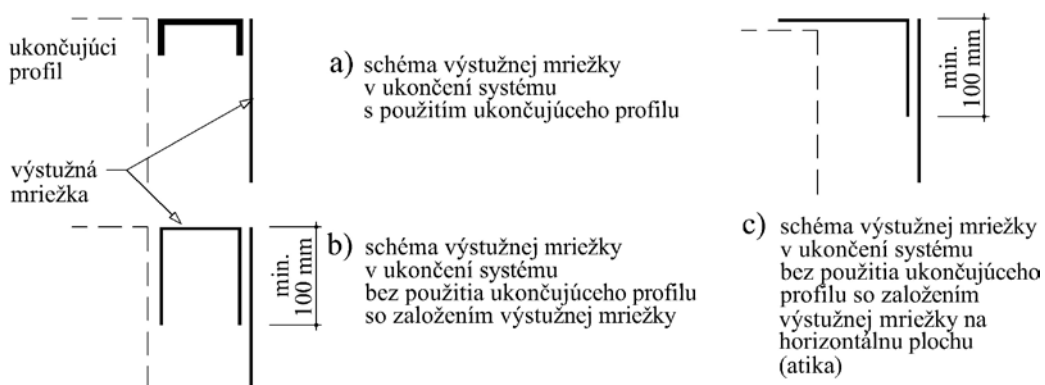 ukončujúci
profil
výstužná
mriežka
a) schéma výstužnej mriežky
v ukončení systému
s použitím ukončujúceho profilu
min.
100 mm
b) schéma výstužnej mriežky
v ukončení systému
bez použitia ukončujúceho profilu
so založením výstužnej mriežky
min.
100 mm
c) schéma výstužnej mriežky
v ukončení systému
bez použitia ukončujúceho
profilu so založením
výstužnej mriežky na
horizontálnu plochu
(atika)